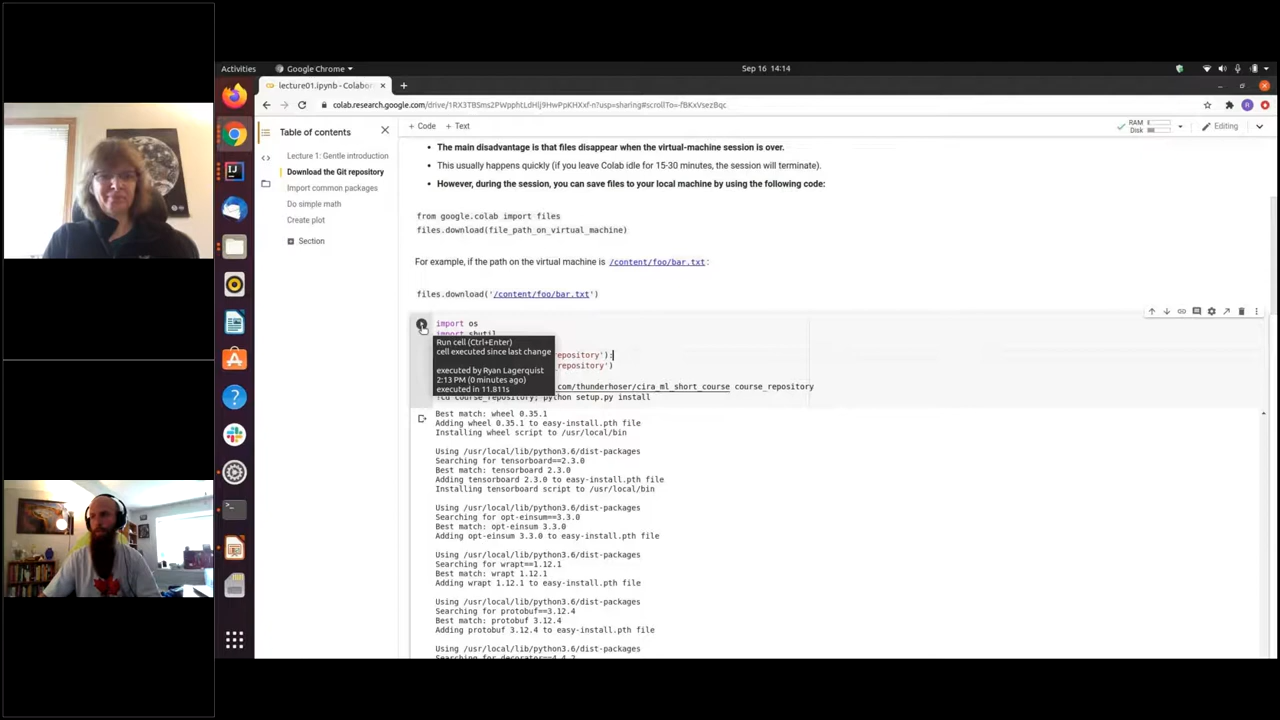 Activities
Google Chrome
Sep 16 14:14
lecture01.ipynb - Colabor
colab.research.google.com/drive/1RX3TBSms2PWpphtLdHlj9HwPpKHXxf-n?usp=sharing#scrollTo=-fBKxVsezBqc
Table of contents
+ Code + Text
RAM
Disk
Editing
Lecture 1: Gentle introduction
Download the Git repository
Import common packages
Do simple math
Create plot
Section
The main disadvantage is that files disappear when the virtual-machine session is over.
This usually happens quickly (if you leave Colab idle for 15-30 minutes, the session will terminate).
However, during the session, you can save files to your local machine by using the following code:
from google.colab import files
files.download(file_path_on_virtual_machine)
For example, if the path on the virtual machine is /content/foo/bar.txt:
files.download('/content/foo/bar.txt')
import os
import shutil
Run cell (Ctrl+Enter)
cell executed since last change
executed by Ryan Lagerquist
2:13 PM (0 minutes ago)
executed in 11.811s
repository'):
_repository')
com/thunderhoser/cira_ml_short_course course_repository
!cd course_repository; python setup.py install
Best match: wheel 0.35.1
Adding wheel 0.35.1 to easy-install.pth file
Installing wheel script to /usr/local/bin
Using /usr/local/lib/python3.6/dist-packages
Searching for tensorboard==2.3.0
Best match: tensorboard 2.3.0
Adding tensorboard 2.3.0 to easy-install.pth file
Installing tensorboard script to /usr/local/bin
Using /usr/local/lib/python3.6/dist-packages
Searching for opt-einsum==3.3.0
Best match: opt-einsum 3.3.0
Adding opt-einsum 3.3.0 to easy-install.pth file
Using /usr/local/lib/python3.6/dist-packages
Searching for wrapt==1.12.1
Best match: wrapt 1.12.1
Adding wrapt 1.12.1 to easy-install.pth file
Using /usr/local/lib/python3.6/dist-packages
Searching for protobuf==3.12.4
Best match: protobuf 3.12.4
Adding protobuf 3.12.4 to easy-install.pth file
Using /usr/local/lib/python3.6/dist-packages
Searching for decorator==4.4.2